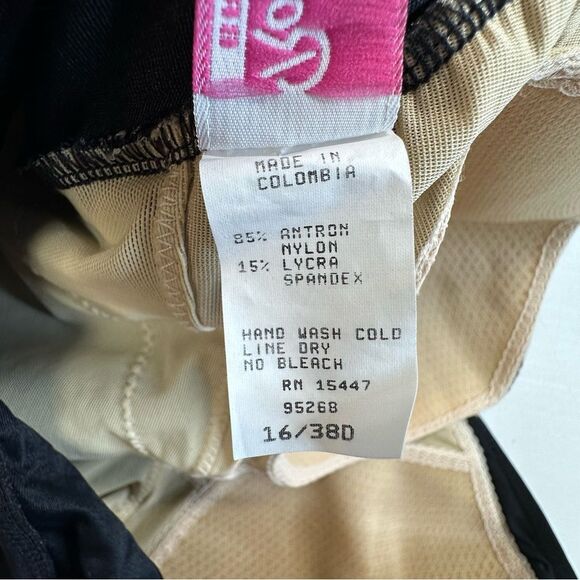 MADE IN
COLOMBIA
85% ANTRON
NYLON
15% LYCRA
SPANDEX
HAND WASH COLD
LINE DRY
NO BLEACH
RN 15447
95268
16/38D